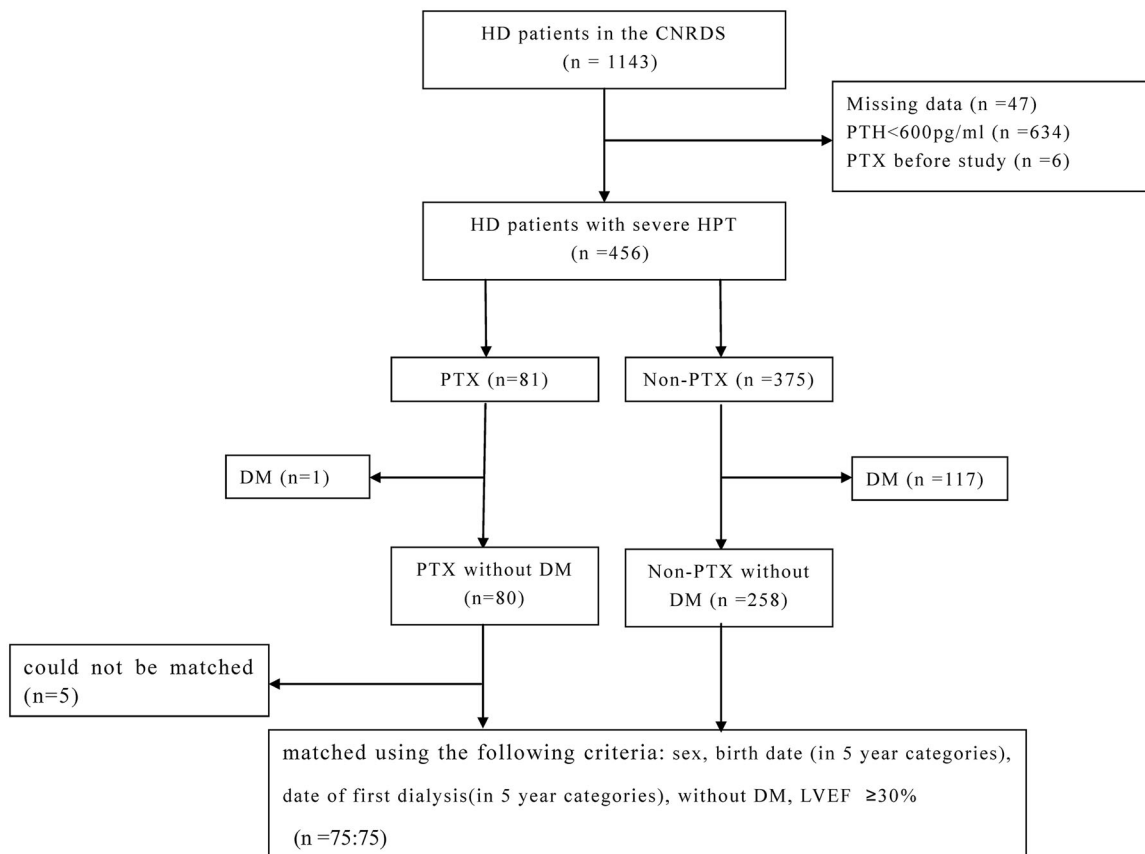 HD patients in the CNRDS
(n = 1143)
Missing data (n =47)
PTH<600pg/ml (n =634)
PTX before study (n =6)
HD patients with severe HPT
(n =456)
PTX (n=81)
Non-PTX (n =375)
DM (n=1)
DM (n =117)
PTX without DM
(n=80)
Non-PTX without
DM (n =258)
could not be matched
(n=5)
matched using the following criteria: sex, birth date (in 5 year categories),
date of first dialysis(in 5 year categories), without DM, LVEF ≥30%
(n =75:75)